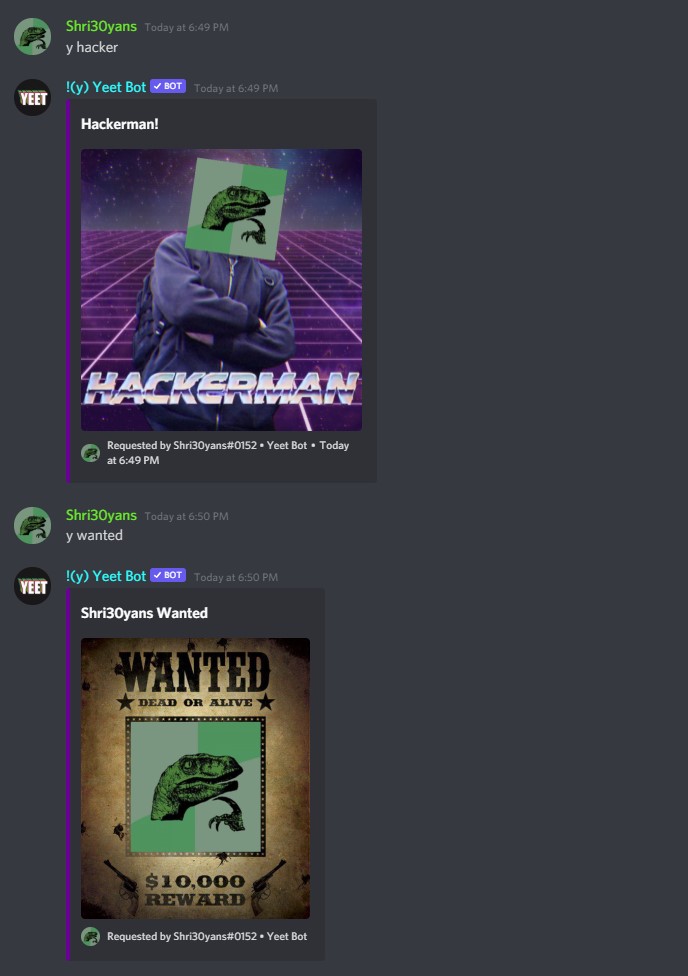 Shri30yans Today at 6:49 PM
y hacker
YEET
!(y) Yeet Bot ✓ BOT Today at 6:49 PM
Hackerman!
HACKERMAN
Requested by Shri30yans#0152 • Yeet Bot • Today
at 6:49 PM
Shri30yans Today at 6:50 PM
y wanted
YEET
!(y) Yeet Bot ✓ BOT Today at 6:50 PM
Shri30yans Wanted
WANTED
★ DEAD OR ALIVE ★
$10,000
REWARD
Requested by Shri30yans#0152 • Yeet Bot